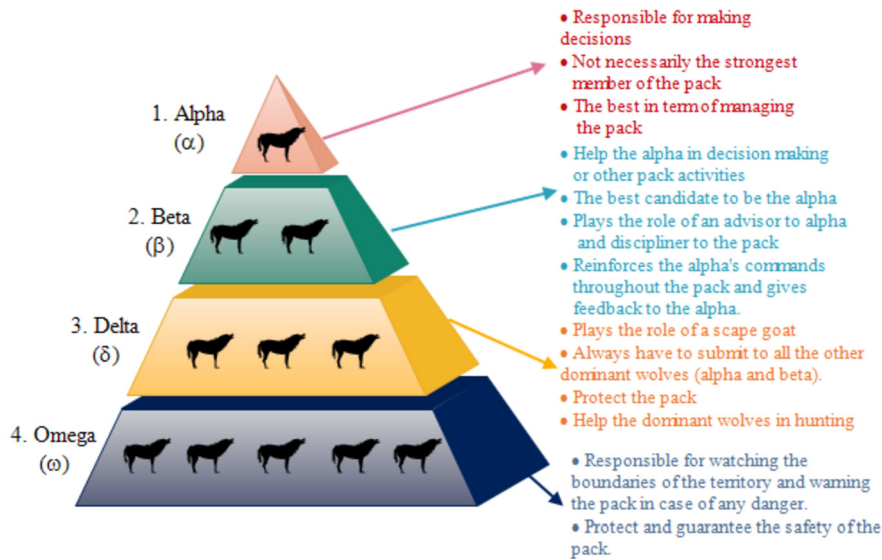 1. Alpha
(α)
2. Beta
(β)
3. Delta
(δ)
4. Omega
(ω)
• Responsible for making
decisions
• Not necessarily the strongest
member of the pack
• The best in term of managing
the pack
• Help the alpha in decision making
or other pack activities
• The best candidate to be the alpha
• Plays the role of an advisor to alpha
and discipliner to the pack
• Reinforces the alpha's commands
throughout the pack and gives
feedback to the alpha.
• Plays the role of a scape goat
• Always have to submit to all the other
dominant wolves (alpha and beta).
• Protect the pack
• Help the dominant wolves in hunting
• Responsible for watching the
boundaries of the territory and warning
the pack in case of any danger.
• Protect and guarantee the safety of the
pack.